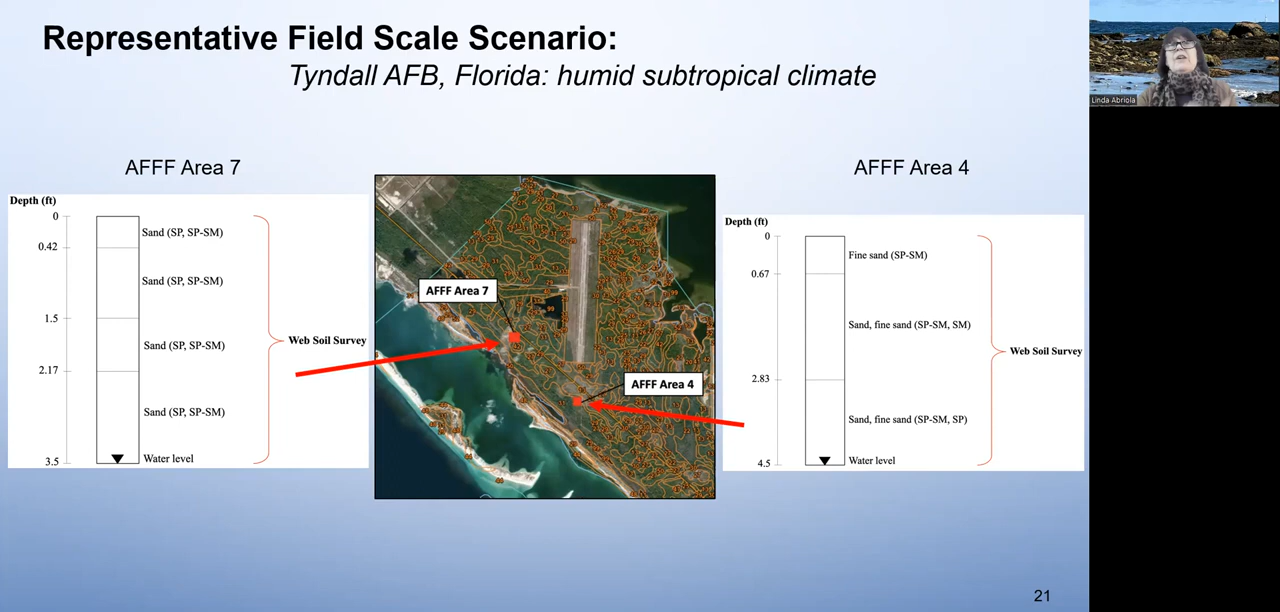 Representative Field Scale Scenario:
Tyndall AFB, Florida: humid subtropical climate
Linda Abriola
AFFF Area 7
Depth (ft)
0
Sand (SP, SP-SM)
0.42
Sand (SP, SP-SM)
1.5
Web Soil Survey
Sand (SP, SP-SM)
2.17
Sand (SP, SP-SM)
Water level
3.5
AFFF Area 7
AFFF Area 4
AFFF Area 4
Depth (ft)
0
Fine sand (SP-SM)
0.67
Sand, fine sand (SP-SM, SM)
Web Soil Survey
2.83
Sand, fine sand (SP-SM, SP)
Water level
4.5
21